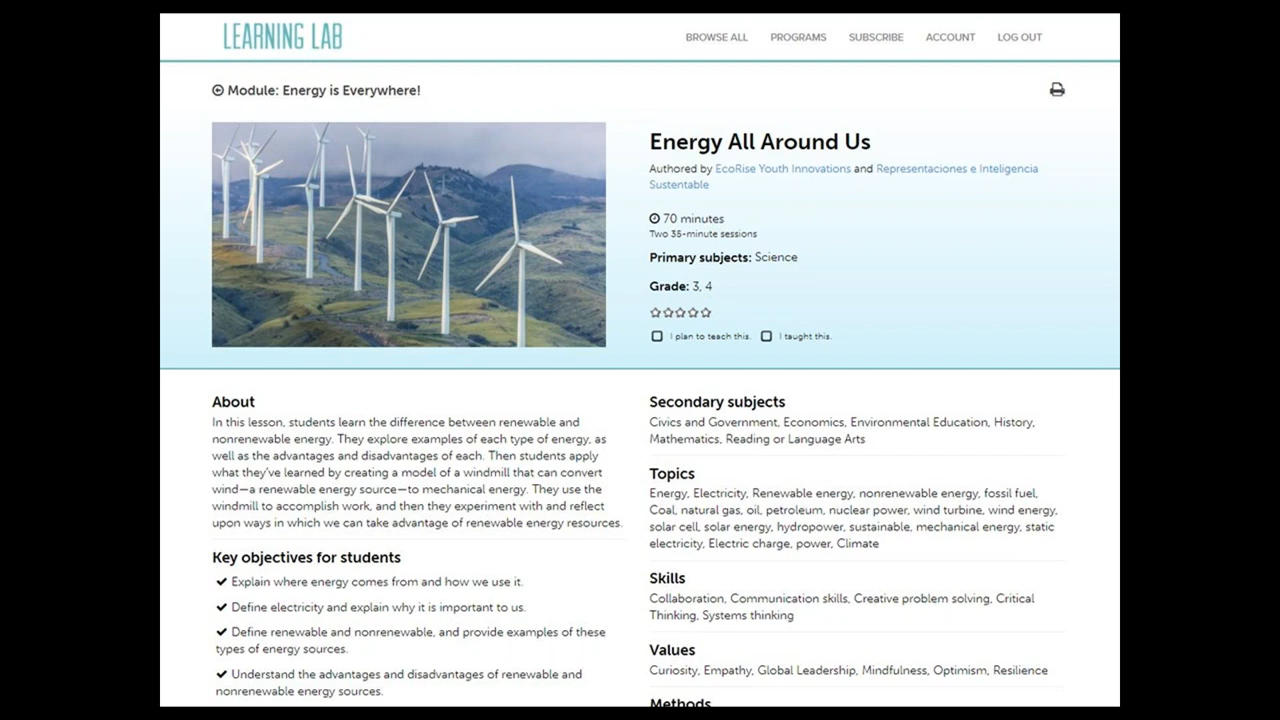 LEARNING LAB
BROWSE ALL PROGRAMS SUBSCRIBE ACCOUNT LOG OUT
Module: Energy is Everywhere!
Energy All Around Us
Authored by EcoRise Youth Innovations and Representaciones e Inteligencia
Sustentable
70 minutes
Two 35-minute sessions
Primary subjects: Science
Grade: 3, 4
I plan to teach this. I taught this.
About
In this lesson, students learn the difference between renewable and
nonrenewable energy. They explore examples of each type of energy, as
well as the advantages and disadvantages of each. Then students apply
what they've learned by creating a model of a windmill that can convert
wind—a renewable energy source—to mechanical energy. They use the
windmill to accomplish work, and then they experiment with and reflect
upon ways in which we can take advantage of renewable energy resources.
Key objectives for students
✔ Explain where energy comes from and how we use it.
✔ Define electricity and explain why it is important to us.
✔ Define renewable and nonrenewable, and provide examples of these
types of energy sources.
✔ Understand the advantages and disadvantages of renewable and
nonrenewable energy sources.
Secondary subjects
Civics and Government, Economics, Environmental Education, History,
Mathematics, Reading or Language Arts
Topics
Energy, Electricity, Renewable energy, nonrenewable energy, fossil fuel,
Coal, natural gas, oil, petroleum, nuclear power, wind turbine, wind energy,
solar cell, solar energy, hydropower, sustainable, mechanical energy, static
electricity, Electric charge, power, Climate
Skills
Collaboration, Communication skills, Creative problem solving, Critical
Thinking, Systems thinking
Values
Curiosity, Empathy, Global Leadership, Mindfulness, Optimism, Resilience
Methods